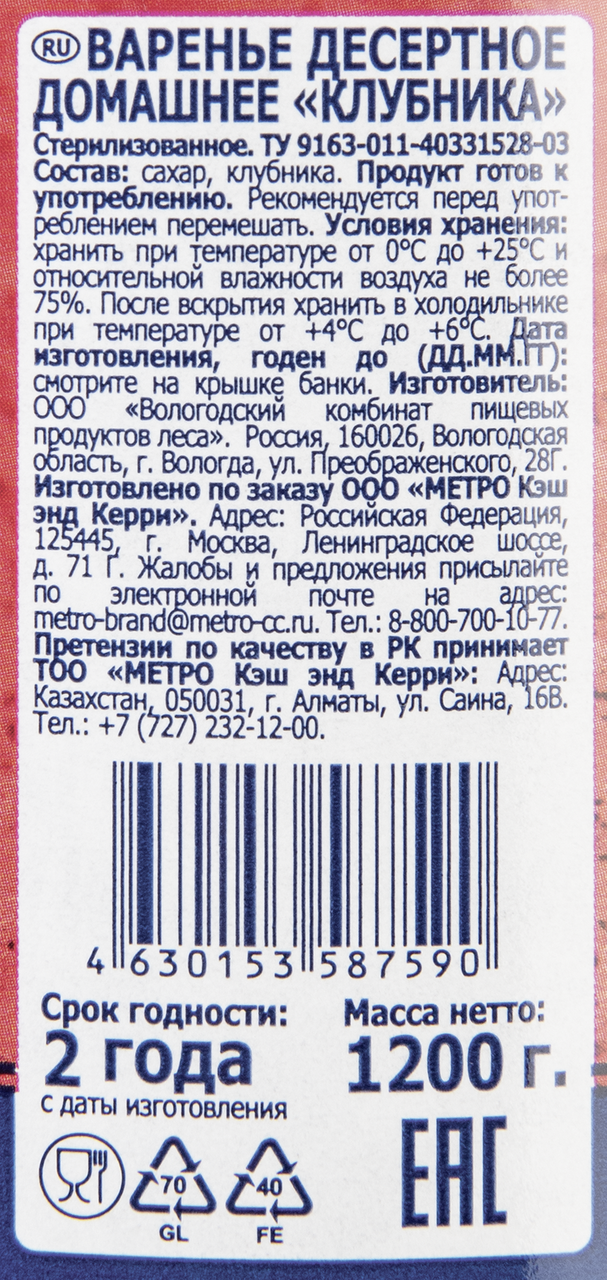 RU ВАРЕНЬЕ ДЕСЕРТНОЕ
ДОМАШНЕЕ «КЛУБНИКА»
Стерилизованное. ТУ 9163-011-40331528-03
Состав: сахар, клубника. Продукт готов к
употреблению. Рекомендуется перед упот-
реблением перемешать. Условия хранения:
хранить при температуре от 0°С до +25°С и
относительной влажности воздуха не более
75%. После вскрытия хранить в холодильнике
при температуре от +4°С до +6°С. Дата
изготовления, годен до (ДД.ММ.ГГ):
смотрите на крышке банки. Изготовитель:
ООО «Вологодский комбинат пищевых
продуктов леса». Россия, 160026, Вологодская
область, г. Вологда, ул. Преображенского, 28Г.
Изготовлено по заказу ООО «МЕТРО Кэш
энд Керри». Адрес: Российская Федерация,
125445, г. Москва, Ленинградское шоссе,
д. 71 Г. Жалобы и предложения присылайте
по электронной почте на адрес:
metro-brand@metro-cc.ru. Тел.: 8-800-700-10-77.
Претензии по качеству в РК принимает
ТОО «МЕТРО Кэш энд Керри»: Адрес:
Казахстан, 050031, г. Алматы, ул. Саина, 16В.
Тел.: +7 (727) 232-12-00.
4 630153 587590
Срок годности: Масса нетто:
2 года 1200 г.
с даты изготовления
70 40 ЕАС
GL FE